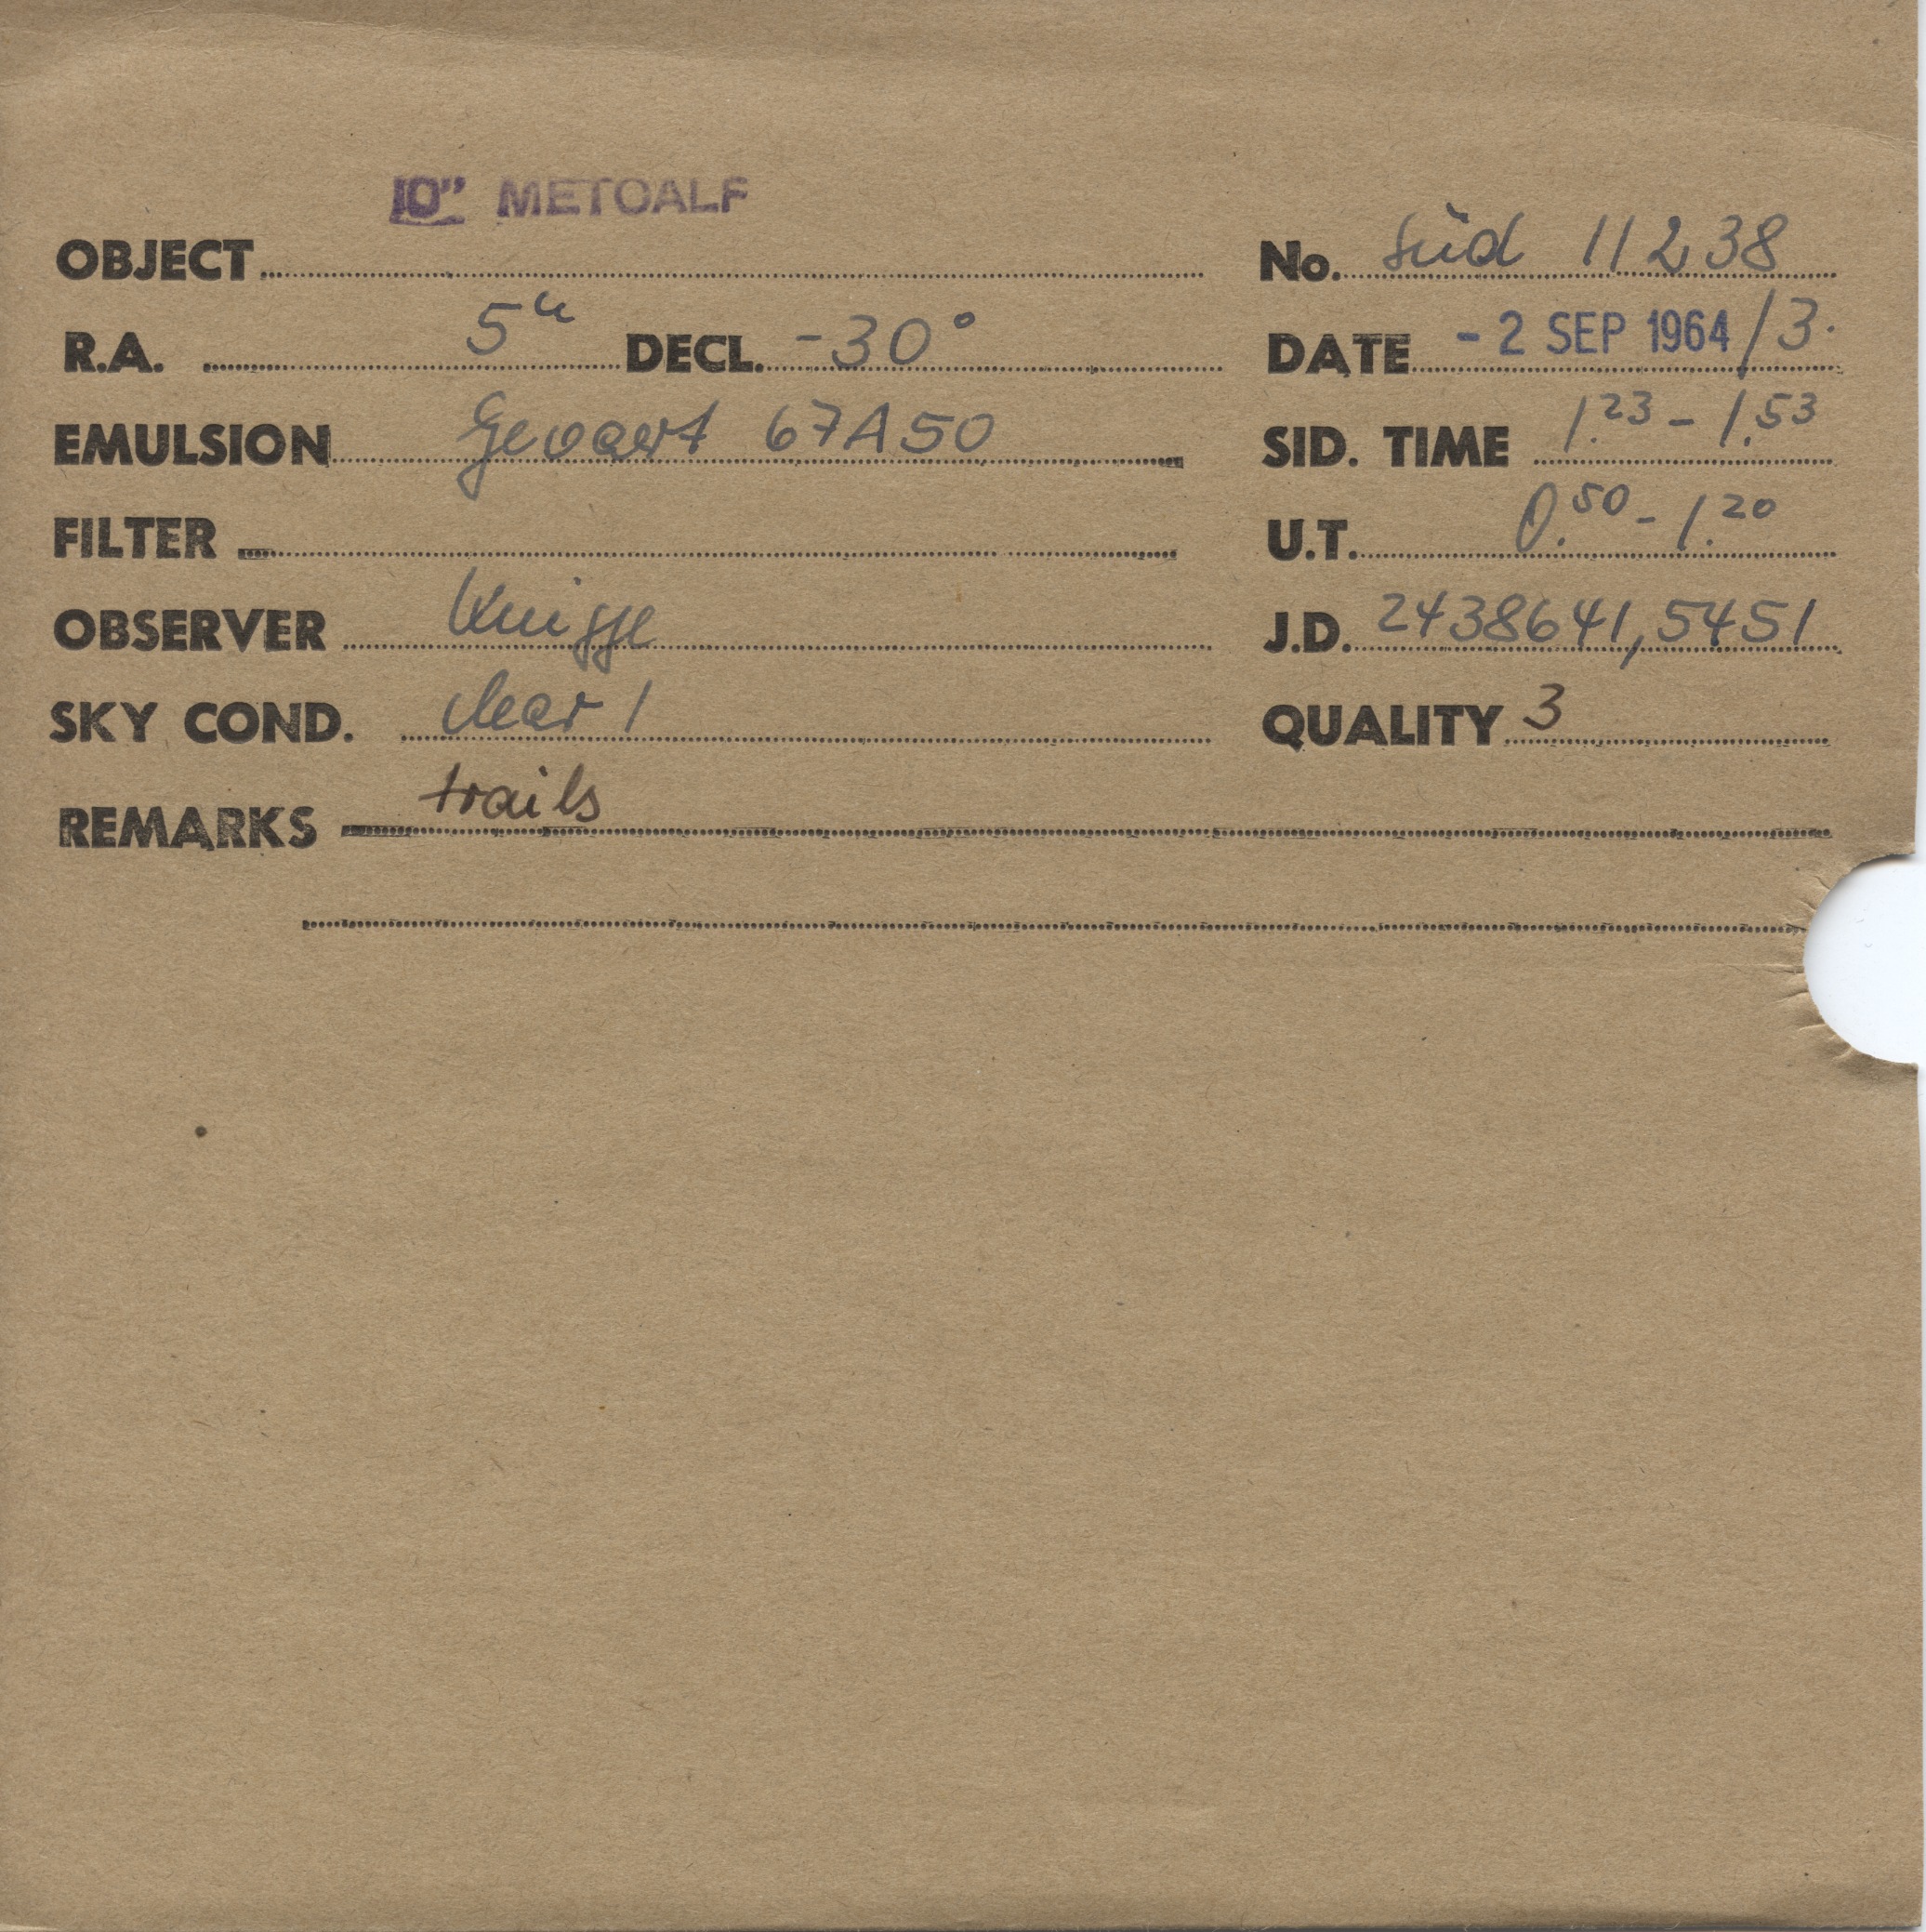 10" METCALF
OBJECT No. Süd 11238
R.A. 5h DECL. -30° DATE - 2 SEP 1964/3.
EMULSION Gevaert 67A50 SID. TIME 1.23 - 1.53
FILTER U.T. 0.50 - 1.20
OBSERVER Knigge J.D. 2438641,5451
SKY COND. clear 1 QUALITY 3
REMARKS trails